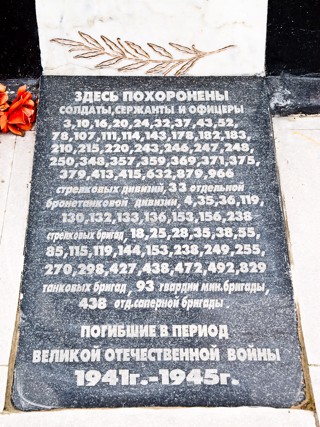 ЗДЕСЬ ПОХОРОНЕНЫ
СОЛДАТЫ, СЕРЖАНТЫ И ОФИЦЕРЫ
3,10,16,20,24,32,37,43,52,
78,107,111,114,143,178,182,183,
210,215,220,243,246,247,248,
250,348,357,359,369,371,375,
379,413,415,632,879,966
стрелковых дивизий, 33 отдельной
бронетанковой дивизии, 4,35,36,119,
130,132,133,136,153,156,238
стрелковых бригад, 18,25,28,35,38,55,
85,115,119,144,153,238,249,255,
270,298,427,438,472,492,829
танковых бригад, 93 гвардии мин.бригады,
438 отд.саперной бригады,
ПОГИБШИЕ В ПЕРИОД
ВЕЛИКОЙ ОТЕЧЕСТВЕННОЙ ВОЙНЫ
1941г.-1945г.